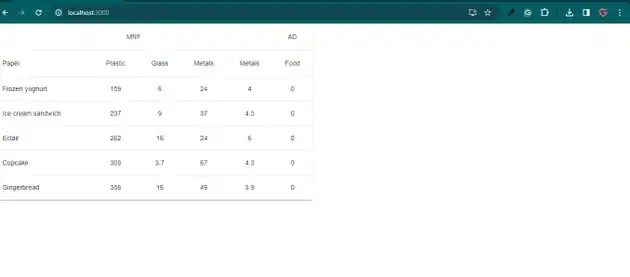 localhost:3000
MRF AD
Paper Plastic Glass Metals Metals Food
Frozen yoghurt 159 6 24 4 0
Ice cream sandwich 237 9 37 4.3 0
Eclair 262 16 24 6 0
Cupcake 305 3.7 67 4.3 0
Gingerbread 356 16 49 3.9 0